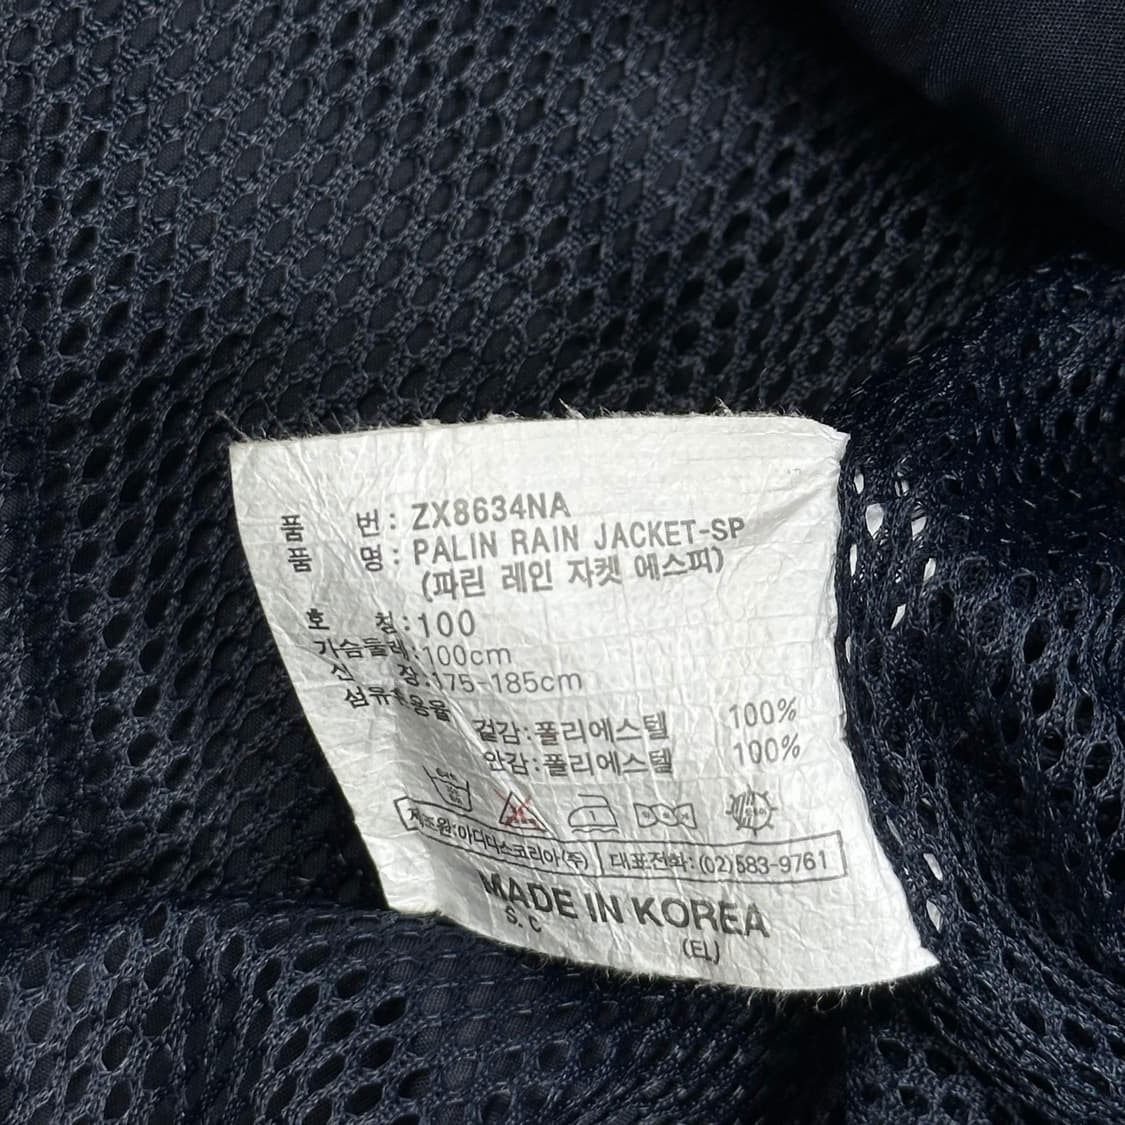 품 번: ZX8634NA
품 명: PALIN RAIN JACKET-SP
(파린 레인 자켓 에스피)
호 칭: 100
가슴둘레: 100cm
신 장: 175-185cm
섬유혼용율
겉감: 폴리에스텔 100%
안감: 폴리에스텔 100%
제조원: 아디다스코리아(주) 대표전화: (02)583-9761
MADE IN KOREA
S. C
(EL)